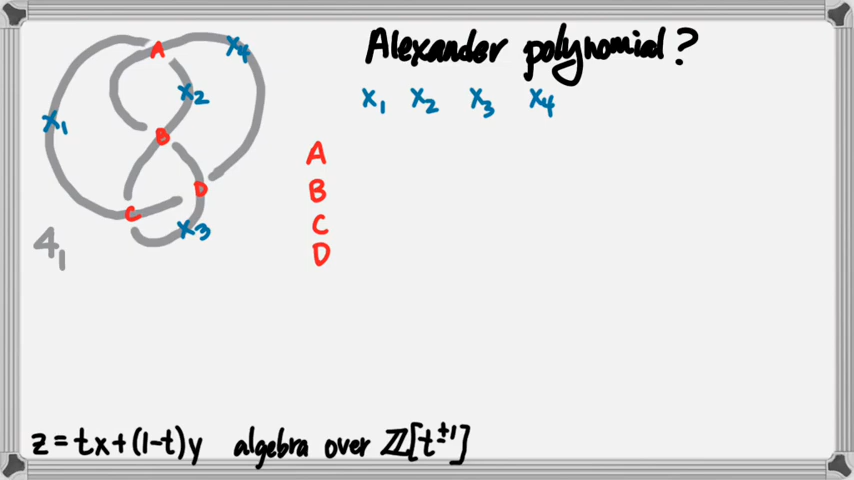 Alexander polynomial?
A
x4
x2
x1
B
D
C
x3
4₁
x1 x2 x3 x4
A
B
C
D
z = tx + (1-t)y algebra over ℤ[t^±1]